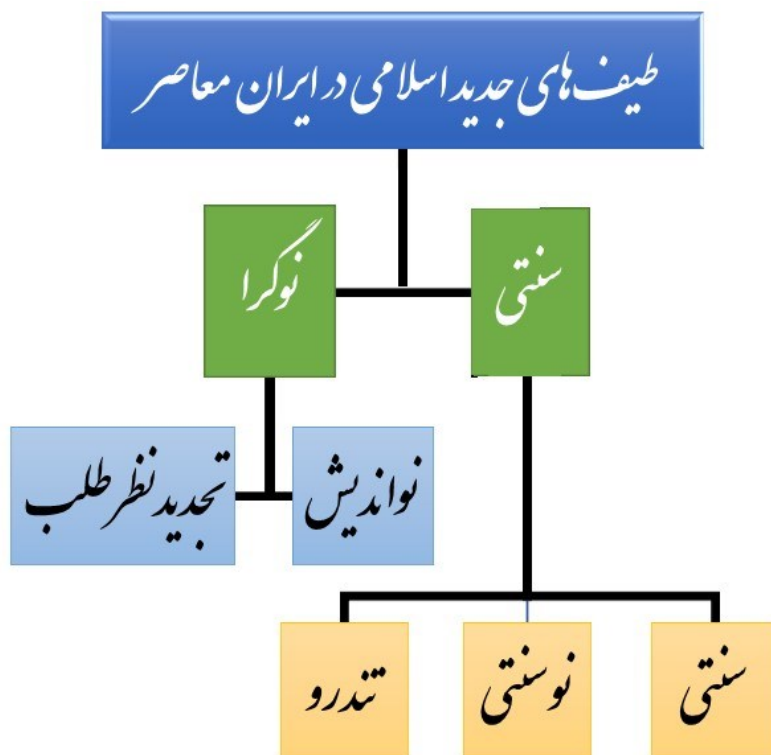 طیف‌های جدید اسلامی در ایران معاصر
سنتی
نوگرا
نواندیش
تجدیدنظرطلب
سنتی
نوسنتی
تندرو